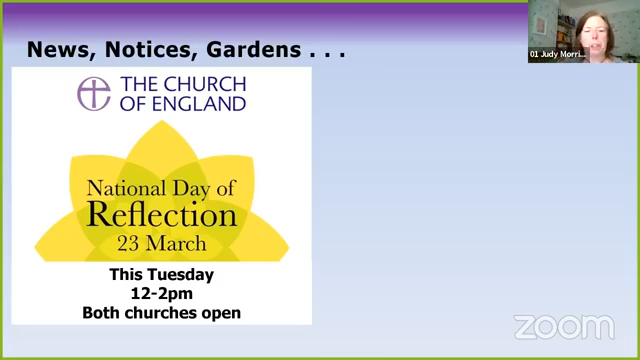 News, Notices, Gardens . . .
01 Judy Morri...
THE CHURCH
OF ENGLAND
National Day of
Reflection
23 March
This Tuesday
12-2pm
Both churches open
zoom